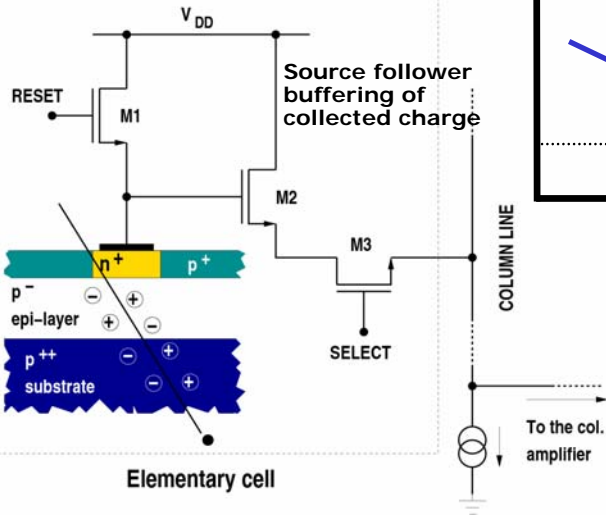 V DD
RESET
M1
Source follower
buffering of
collected charge
M2
M3
COLUMN LINE
n+
p+
p-
epi-layer
p++
substrate
SELECT
To the col.
amplifier
Elementary cell